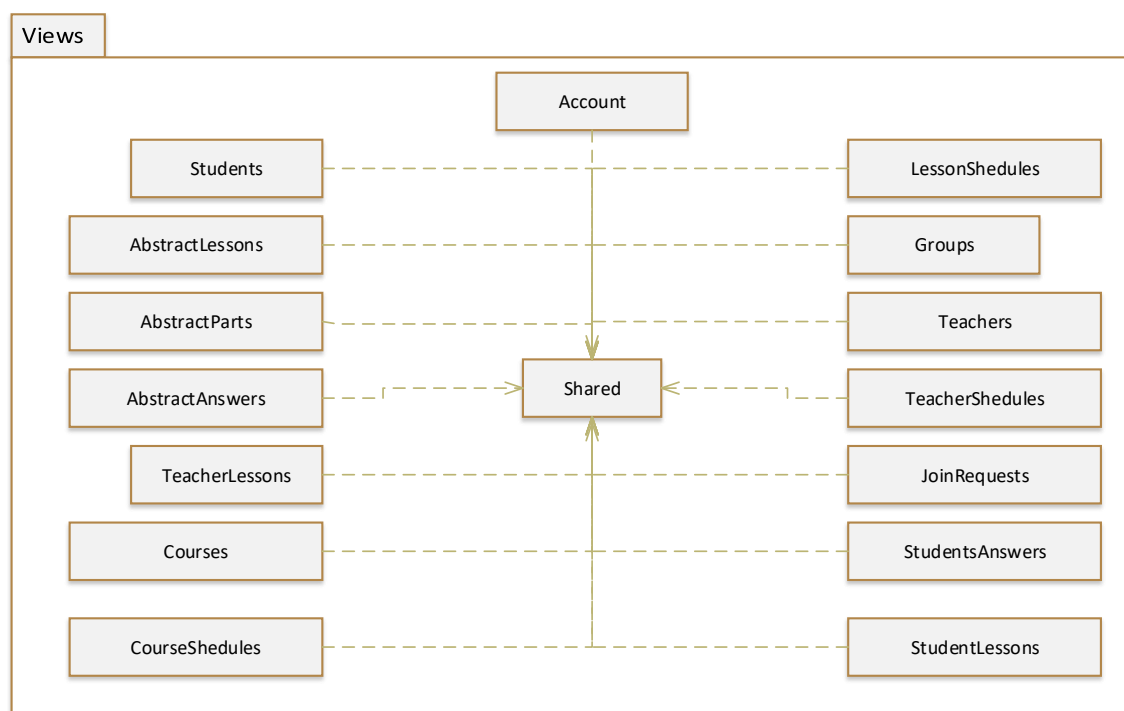 Views
Account
Students
LessonShedules
AbstractLessons
Groups
AbstractParts
Teachers
Shared
AbstractAnswers
TeacherShedules
TeacherLessons
JoinRequests
Courses
StudentsAnswers
CourseShedules
StudentLessons